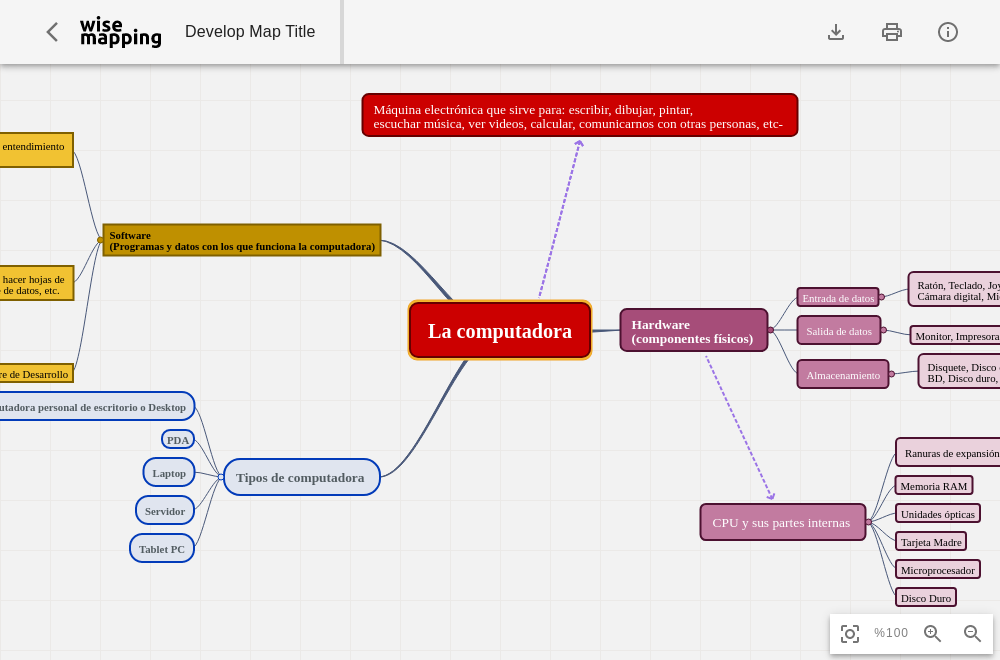 wise
mapping
Develop Map Title
Máquina electrónica que sirve para: escribir, dibujar, pintar,
escuchar música, ver videos, calcular, comunicarnos con otras personas, etc-
entendimiento
Software
(Programas y datos con los que funciona la computadora)
hacer hojas de
de datos, etc.
re de Desarrollo
La computadora
Hardware
(componentes físicos)
Entrada de datos
Ratón, Teclado, Joy
Cámara digital, Mi
Salida de datos
Monitor, Impresora
Almacenamiento
Disquete, Disco
BD, Disco duro,
utadora personal de escritorio o Desktop
PDA
Laptop
Servidor
Tablet PC
Tipos de computadora
CPU y sus partes internas
Ranuras de expansión
Memoria RAM
Unidades ópticas
Tarjeta Madre
Microprocesador
Disco Duro
%100